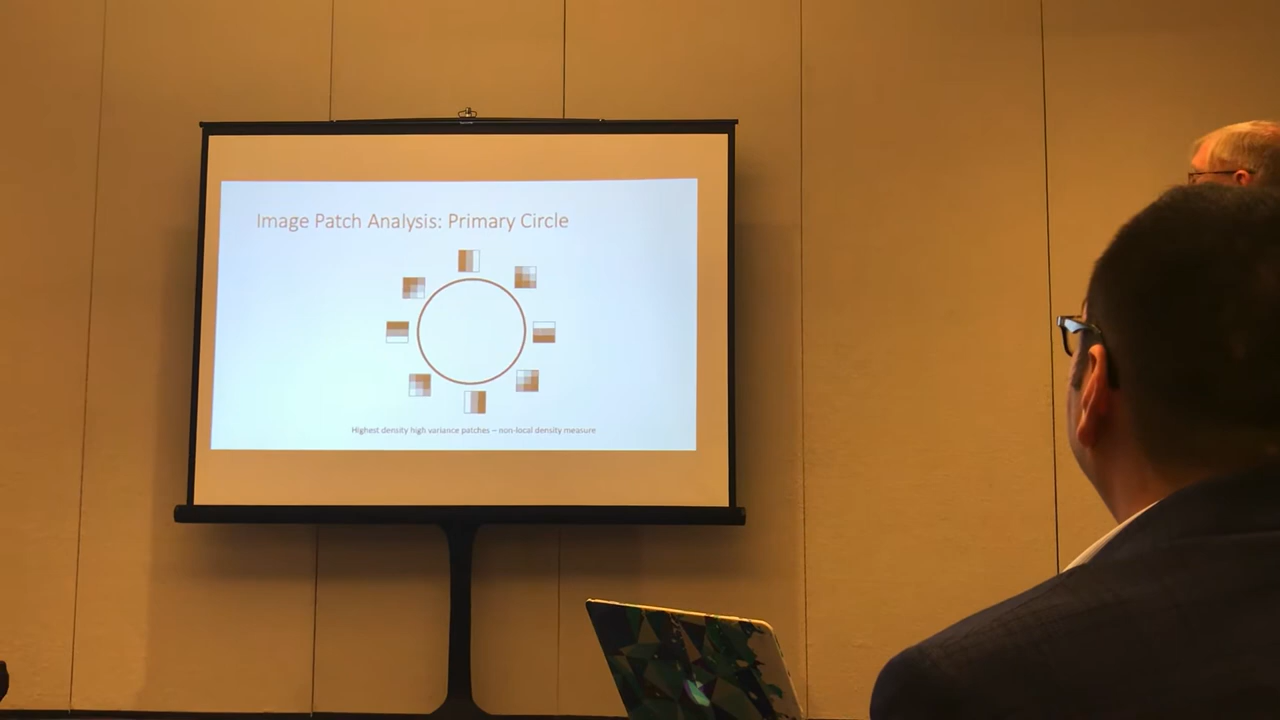 Image Patch Analysis: Primary Circle
Highest density high variance patches – non-local density measure